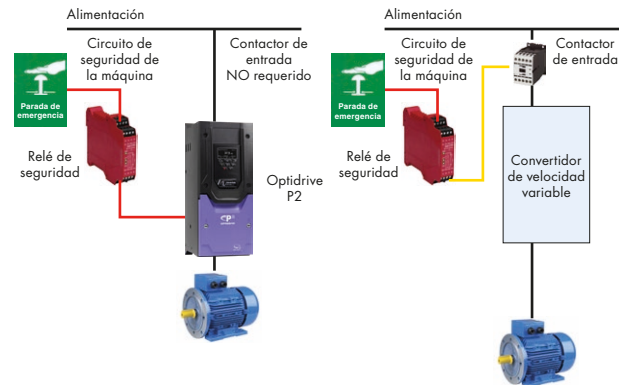 Alimentación
Circuito de
seguridad de
la máquina
Contactor de
entrada
NO requerido
Parada de
emergencia
Relé de
seguridad
Optidrive
P2
Alimentación
Circuito de
seguridad de
la máquina
Contactor
de entrada
Parada de
emergencia
Relé de
seguridad
Convertidor
de velocidad
variable